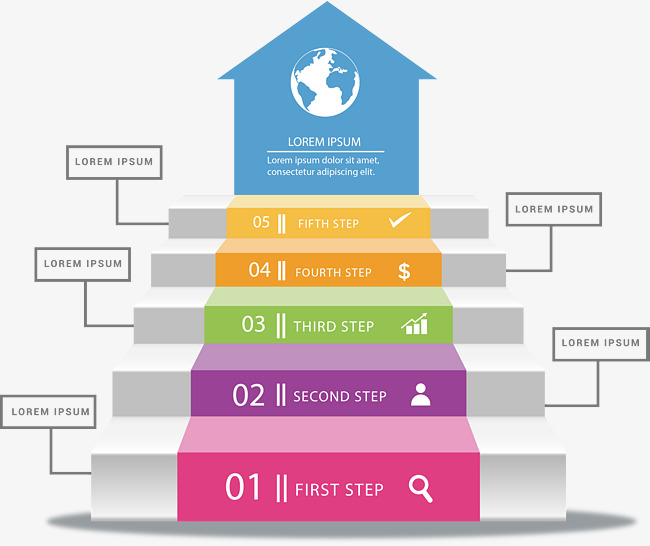 LOREM IPSUM
Lorem ipsum dolor sit amet,
consectetur adipiscing elit.
LOREM IPSUM
LOREM IPSUM
05 FIFTH STEP
LOREM IPSUM
04 FOURTH STEP $
03 THIRD STEP
LOREM IPSUM
02 SECOND STEP
LOREM IPSUM
01 FIRST STEP